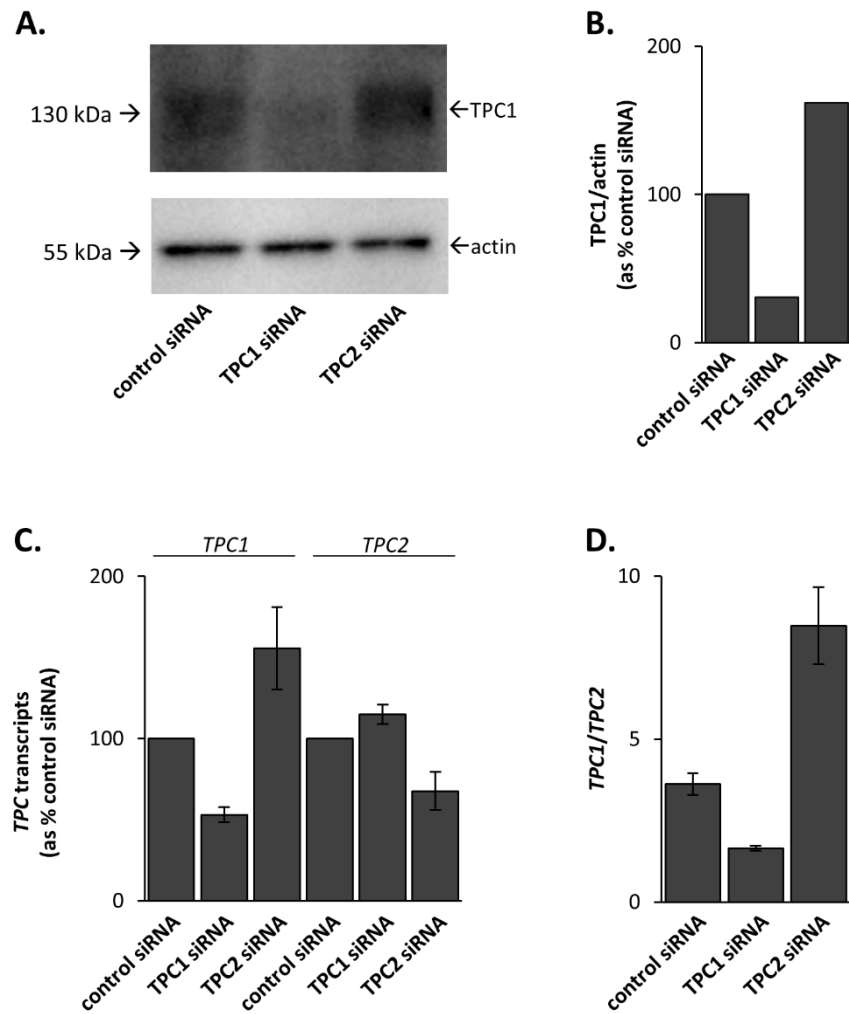 A.
130 kDa →
←TPC1
55 kDa →
←actin
control siRNA
TPC1 siRNA
TPC2 siRNA
B.
TPC1/actin
(as % control siRNA)
200
100
0
control siRNA
TPC1 siRNA
TPC2 siRNA
C.
TPC1
TPC2
TPC transcripts
(as % control siRNA)
200
100
0
control siRNA
TPC1 siRNA
TPC2 siRNA
control siRNA
TPC1 siRNA
TPC2 siRNA
D.
TPC1/TPC2
10
5
0
control siRNA
TPC1 siRNA
TPC2 siRNA